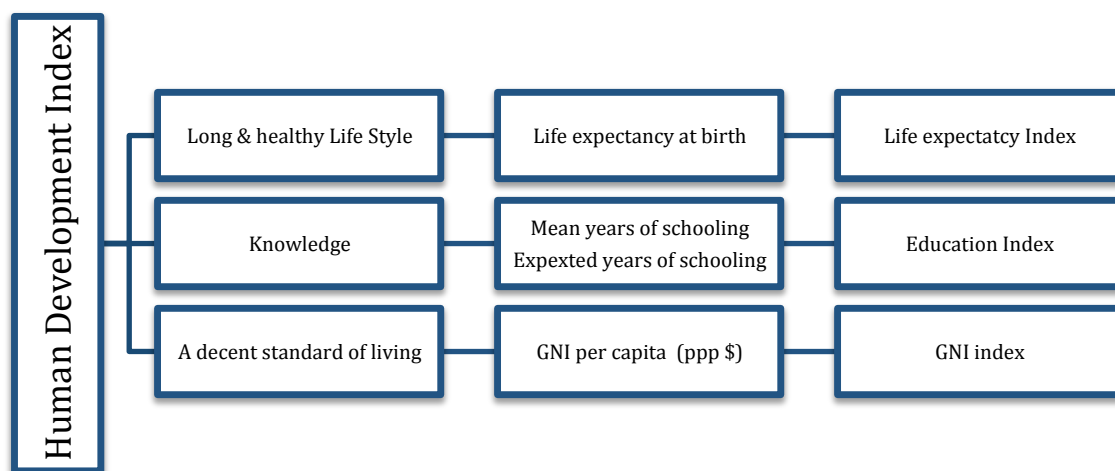 Human Development Index
Long & healthy Life Style
Life expectancy at birth
Life expectatcy Index
Knowledge
Mean years of schooling
Expexted years of schooling
Education Index
A decent standard of living
GNI per capita  (ppp $)
GNI index